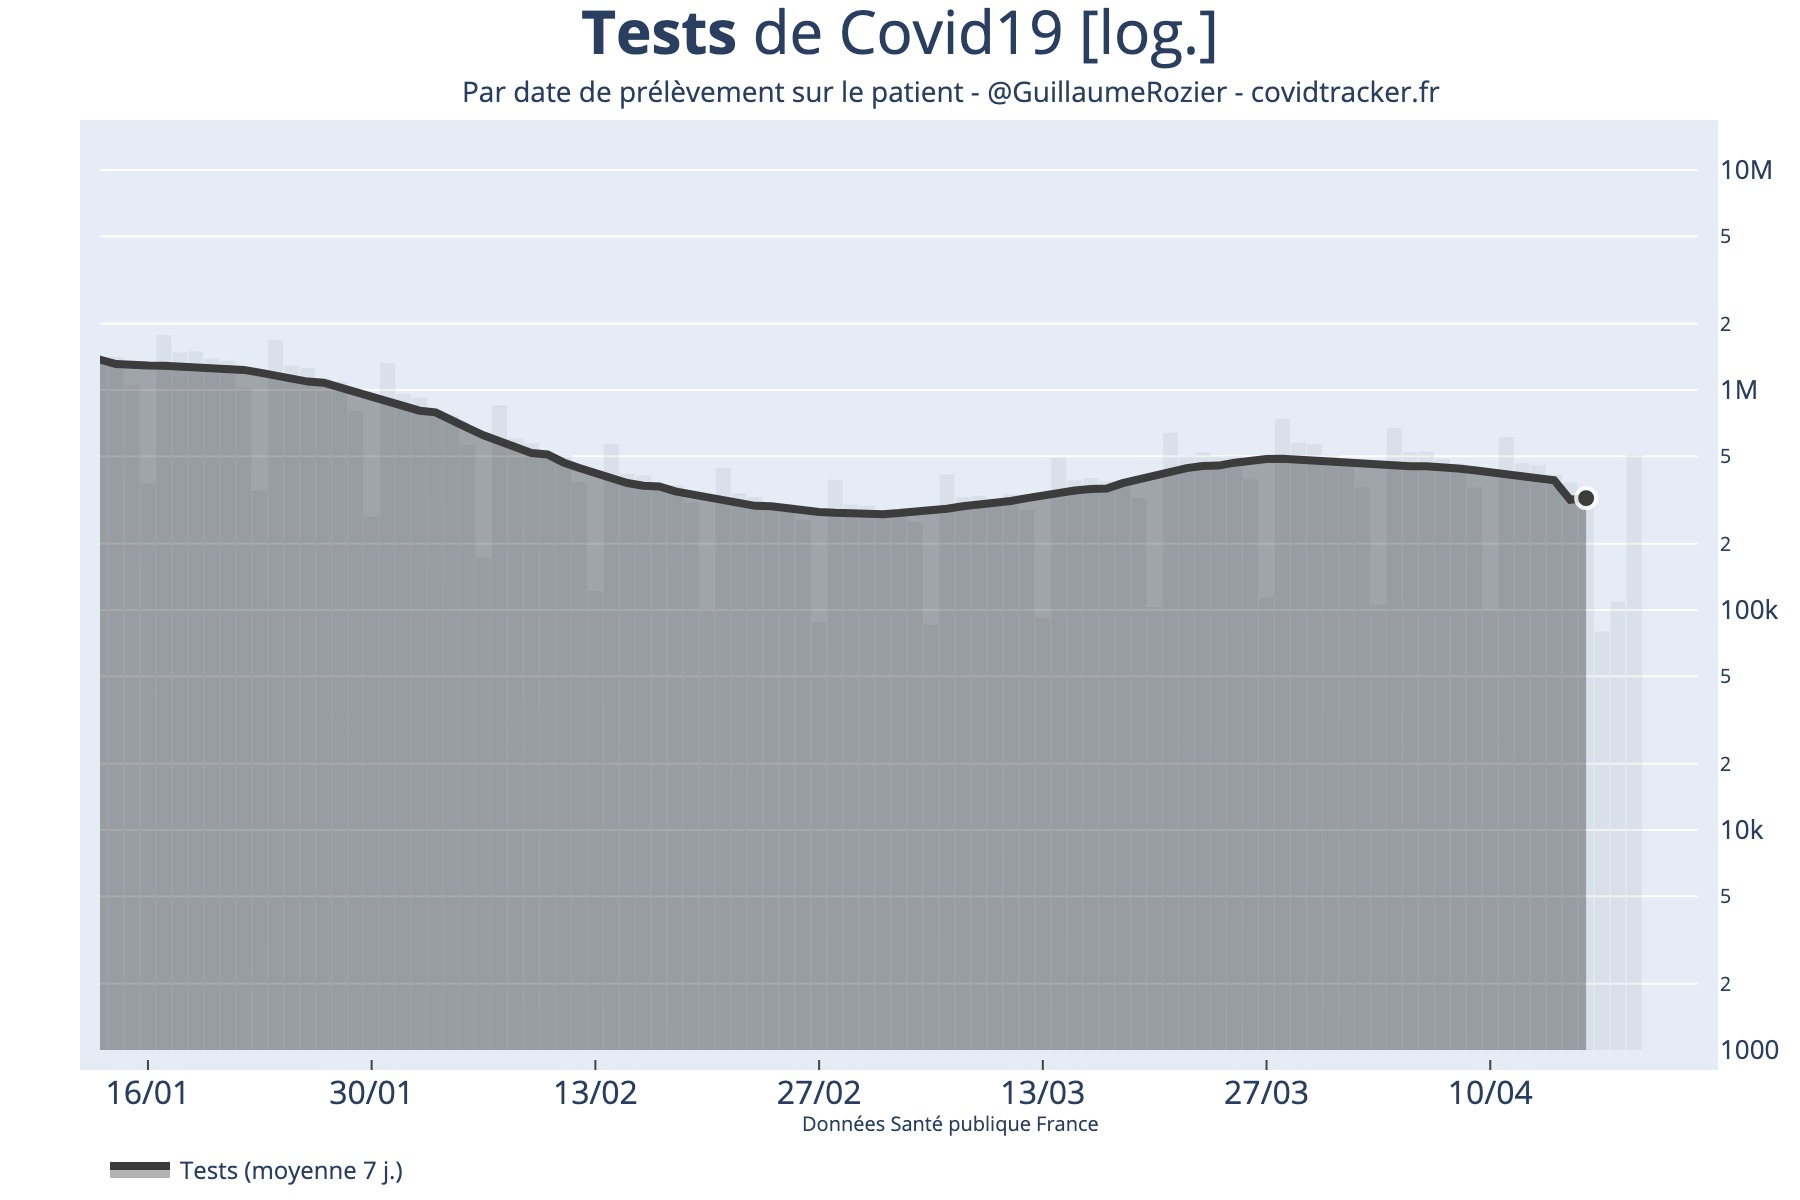 Tests de Covid19 [log.]
Par date de prélèvement sur le patient - @GuillaumeRozier - covidtracker.fr
10M
5
2
1M
5
2
100k
5
2
10k
5
2
1000
16/01 30/01 13/02 27/02 13/03 27/03 10/04
Données Santé publique France
Tests (moyenne 7 j.)